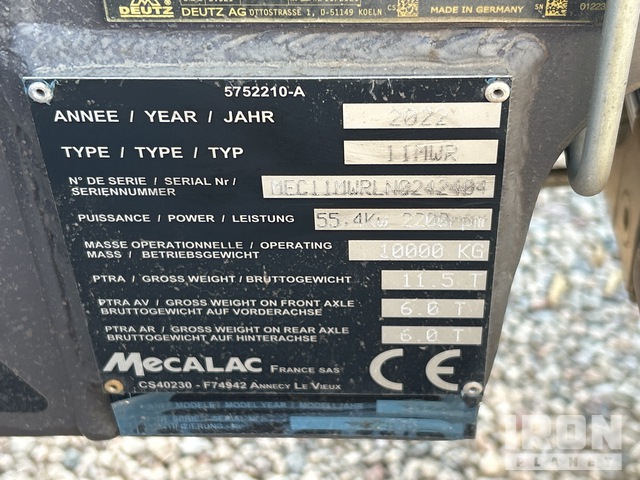 DEUTZ
DEUTZ AG OTTOSTRASSE 1, D-51149 KOELN
MADE IN GERMANY
SN
01223
5752210-A
ANNEE / YEAR / JAHR 2022
TYPE / TYPE / TYP 11MWR
N° DE SERIE / SERIAL Nr / SERIENNUMMER MEC11MWRLN0242404
PUISSANCE / POWER / LEISTUNG 55.4Kw 2200rpm
MASSE OPERATIONNELLE / OPERATING
MASS / BETRIEBSGEWICHT 10000 KG
PTRA / GROSS WEIGHT / BRUTTOGEWICHT 11.5 T
PTRA AV / GROSS WEIGHT ON FRONT AXLE
BRUTTOGEWICHT AUF VORDERACHSE 6.0 T
PTRA AR / GROSS WEIGHT ON REAR AXLE
BRUTTOGEWICHT AUF HINTERACHSE 6.0 T
MECALAC FRANCE SAS CE
CS40230 - F74942 ANNECY LE VIEUX
IRON
PLANET